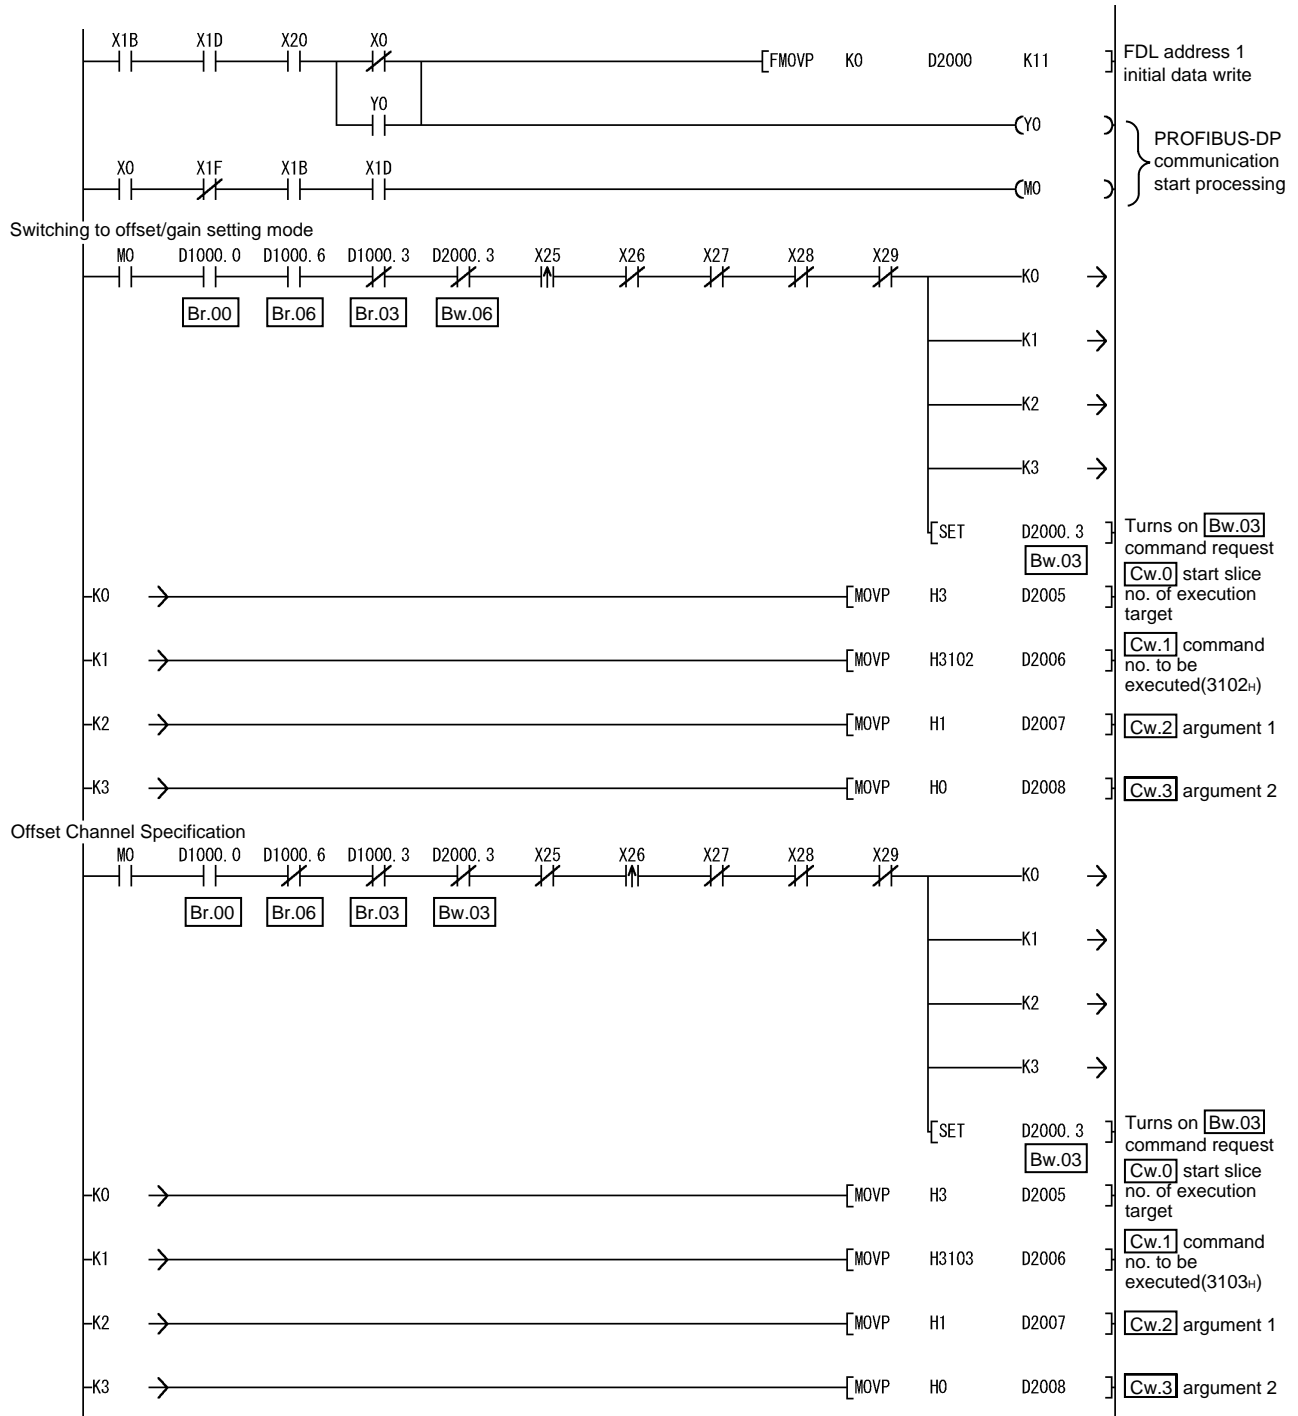 X1B X1D X20 X0
FMOVP K0 D2000 K11
FDL address 1
initial data write
Y0
Y0
PROFIBUS-DP
communication
start processing
X0 X1F X1B X1D
M0
Switching to offset/gain setting mode
M0 D1000.0 D1000.6 D1000.3 D2000.3 X25 X26 X27 X28 X29
K0
Br.00 Br.06 Br.03 Bw.06
K1
K2
K3
SET D2000.3
Bw.03
Turns on Bw.03
command request
K0
MOVP H3 D2005
Cw.0 start slice
no. of execution
target
K1
MOVP H3102 D2006
Cw.1 command
no. to be
executed(3102H)
K2
MOVP H1 D2007
Cw.2 argument 1
K3
MOVP H0 D2008
Cw.3 argument 2
Offset Channel Specification
M0 D1000.0 D1000.6 D1000.3 D2000.3 X25 X26 X27 X28 X29
K0
Br.00 Br.06 Br.03 Bw.03
K1
K2
K3
SET D2000.3
Bw.03
Turns on Bw.03
command request
K0
MOVP H3 D2005
Cw.0 start slice
no. of execution
target
K1
MOVP H3103 D2006
Cw.1 command
no. to be
executed(3103H)
K2
MOVP H1 D2007
Cw.2 argument 1
K3
MOVP H0 D2008
Cw.3 argument 2